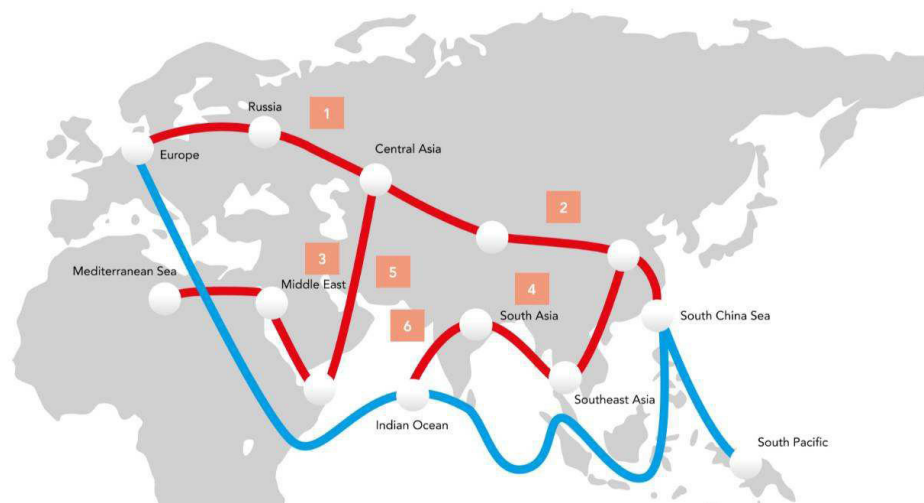 Russia
1
Central Asia
Europe
2
3
5
Mediterranean Sea
Middle East
4
6
South Asia
South China Sea
Southeast Asia
Indian Ocean
South Pacific